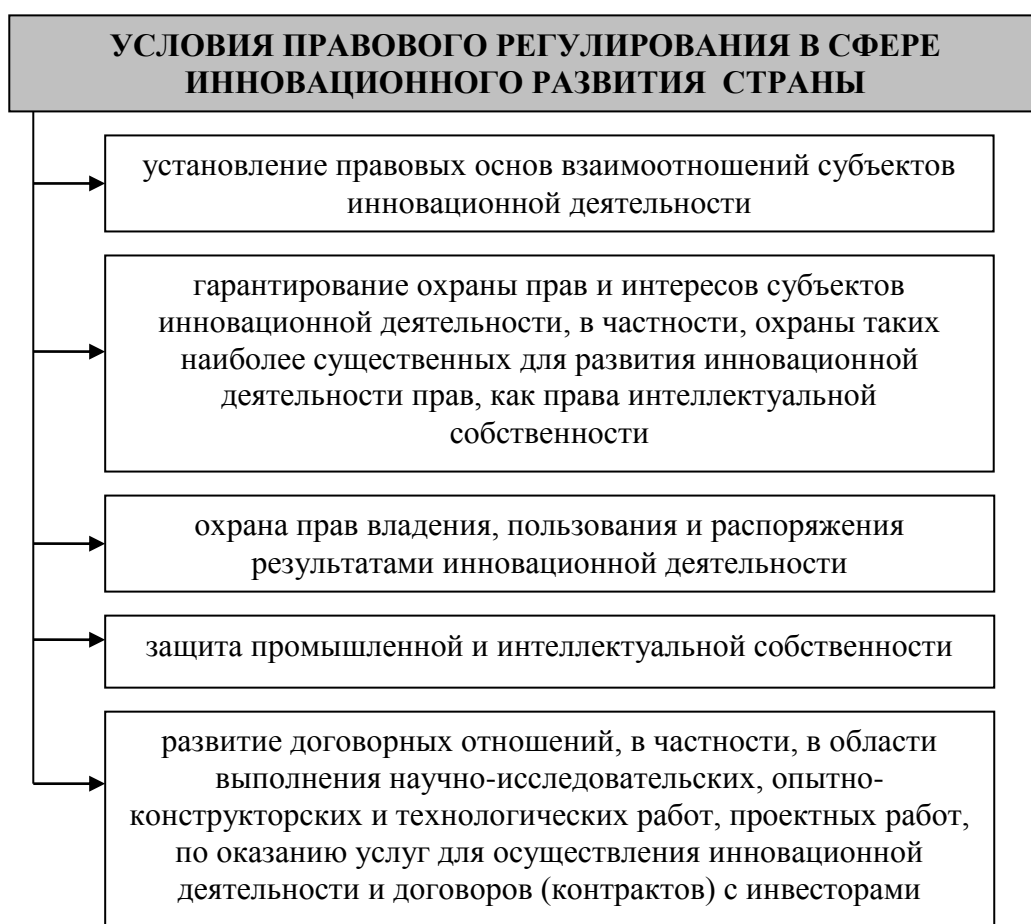 УСЛОВИЯ ПРАВОВОГО РЕГУЛИРОВАНИЯ В СФЕРЕ
ИННОВАЦИОННОГО РАЗВИТИЯ СТРАНЫ
установление правовых основ взаимоотношений субъектов
инновационной деятельности
гарантирование охраны прав и интересов субъектов
инновационной деятельности, в частности, охраны таких
наиболее существенных для развития инновационной
деятельности прав, как права интеллектуальной
собственности
охрана прав владения, пользования и распоряжения
результатами инновационной деятельности
защита промышленной и интеллектуальной собственности
развитие договорных отношений, в частности, в области
выполнения научно-исследовательских, опытно-
конструкторских и технологических работ, проектных работ,
по оказанию услуг для осуществления инновационной
деятельности и договоров (контрактов) с инвесторами